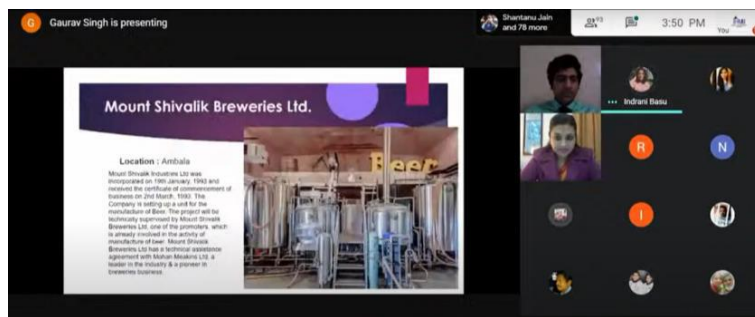 G Gaurav Singh is presenting
Shantanu Jain
and 78 more
93
3:50 PM
You
Mount Shivalik Breweries Ltd.
Location : Ambala
Mount Shivalik Industries Ltd was
incorporated on 19th January, 1993 and
received the certificate of commencement of
business on 2nd March, 1993. The
Company is setting up a unit for the
manufacture of Beer. The project will be
technically supervised by Mount Shivalik
Breweries Ltd, one of the promoters, which
is already involved in the activity of
manufacture of beer. Mount Shivalik
Breweries Ltd has a technical assistance
agreement with Mohan Meakins Ltd, a
leader in the industry & a pioneer in
breweries business.
Beer
Indrani Basu
R
N
I